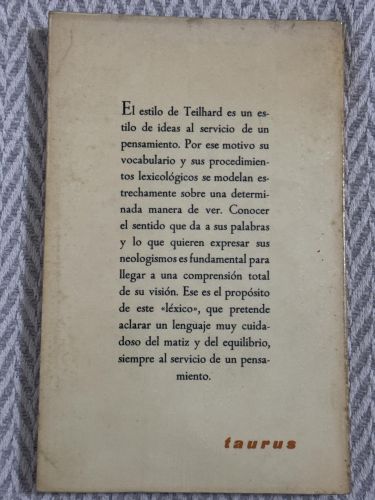 El estilo de Teilhard es un es-
tilo de ideas al servicio de un
pensamiento. Por ese motivo su
vocabulario y sus procedimien-
tos lexicológicos se modelan es-
trechamente sobre una determi-
nada manera de ver. Conocer
el sentido que da a sus palabras
y lo que quieren expresar sus
neologismos es fundamental para
llegar a una comprensión total
de su visión. Ese es el propósito
de este «léxico», que pretende
aclarar un lenguaje muy cuida-
doso del matiz y del equilibrio,
siempre al servicio de un pensa-
miento.
taurus